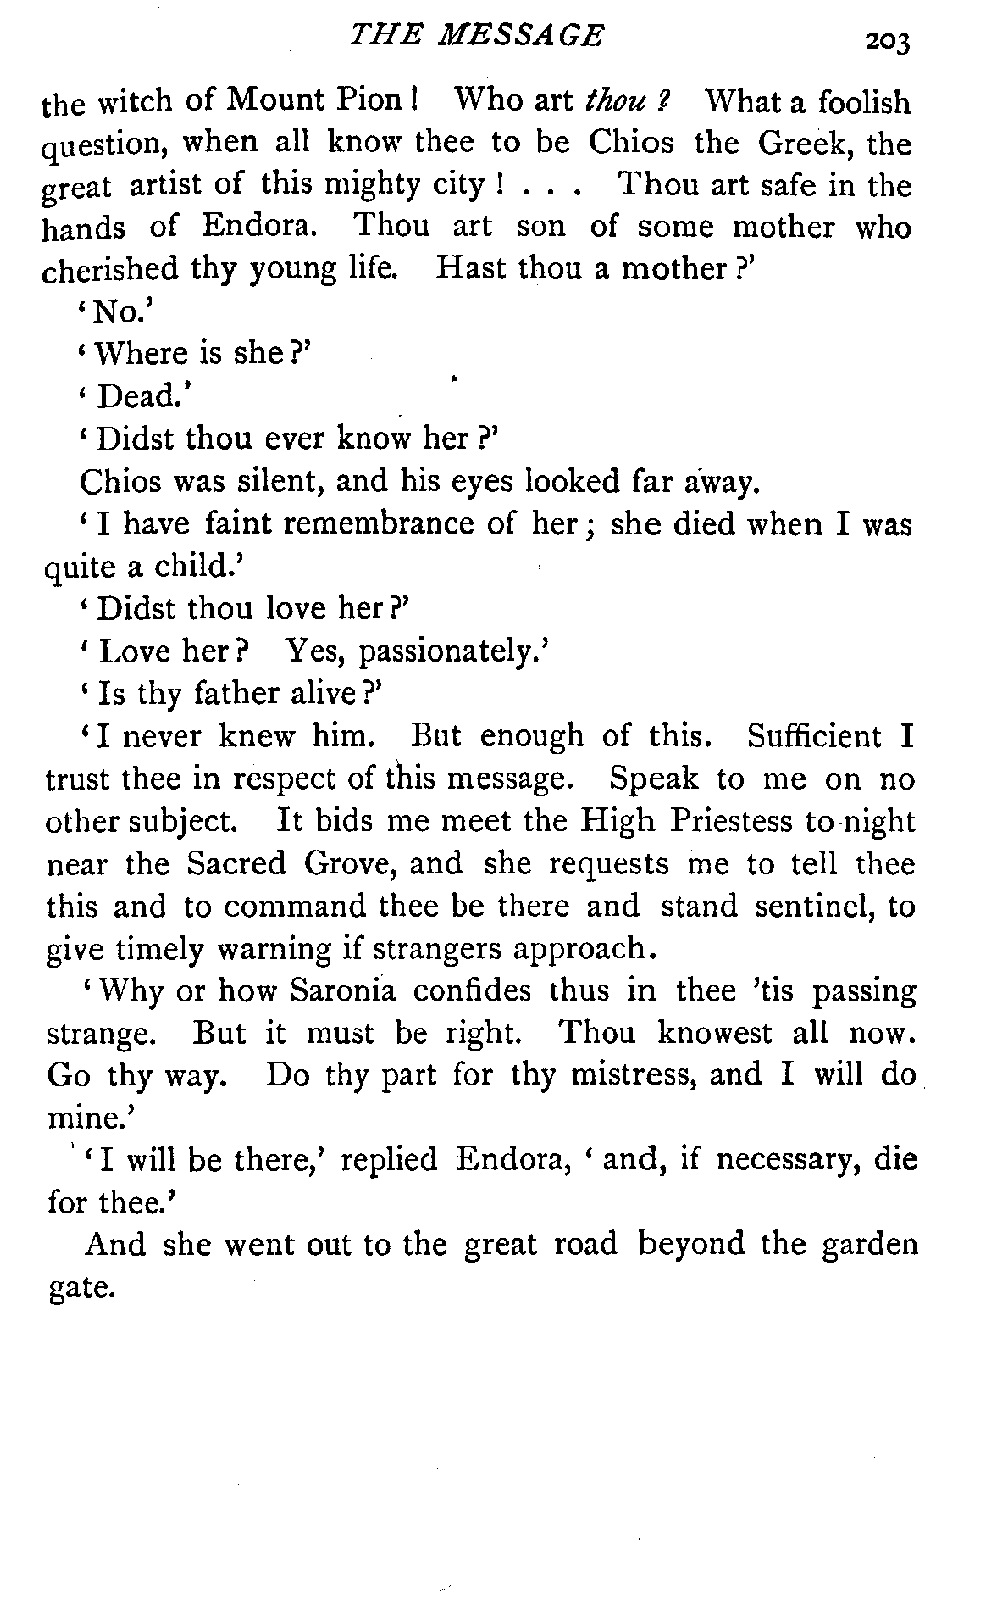 THE MESSAGE 203
the witch of Mount Pion! Who art thou? What a foolish
question, when all know thee to be Chios the Greek, the
great artist of this mighty city! . . . Thou art safe in the
hands of Endora. Thou art son of some mother who
cherished thy young life. Hast thou a mother?'
'No.'
'Where is she?'
'Dead.'
'Didst thou ever know her?'
Chios was silent, and his eyes looked far away.
'I have faint remembrance of her; she died when I was
quite a child.'
'Didst thou love her?'
'Love her? Yes, passionately.'
'Is thy father alive?'
'I never knew him. But enough of this. Sufficient I
trust thee in respect of this message. Speak to me on no
other subject. It bids me meet the High Priestess to-night
near the Sacred Grove, and she requests me to tell thee
this and to command thee be there and stand sentinel, to
give timely warning if strangers approach.
'Why or how Saronia confides thus in thee 'tis passing
strange. But it must be right. Thou knowest all now.
Go thy way. Do thy part for thy mistress, and I will do
mine.'
'I will be there,' replied Endora, 'and, if necessary, die
for thee.'
And she went out to the great road beyond the garden
gate.